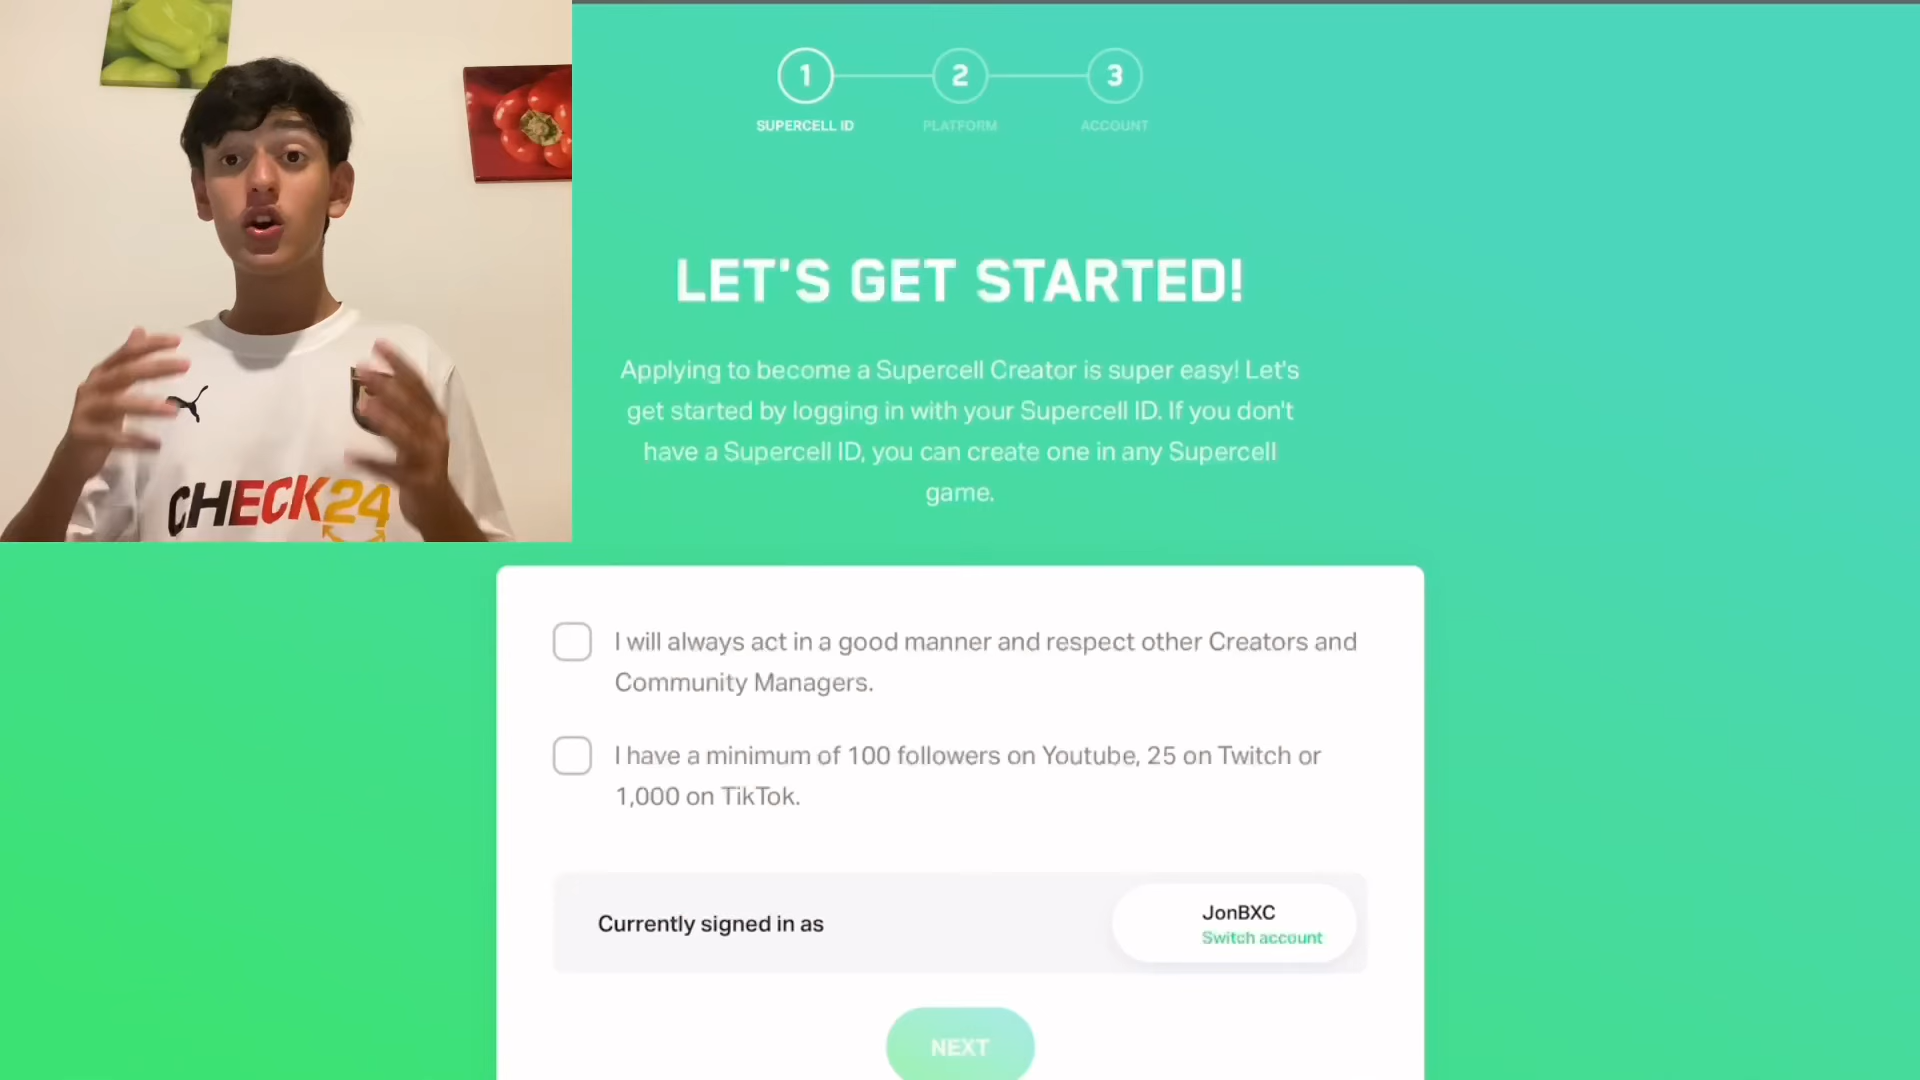 1 2 3
SUPERCELL ID PLATFORM ACCOUNT
LET'S GET STARTED!
Applying to become a Supercell Creator is super easy! Let's
get started by logging in with your Supercell ID. If you don't
have a Supercell ID, you can create one in any Supercell
game.
CHECK24
I will always act in a good manner and respect other Creators and
Community Managers.
I have a minimum of 100 followers on Youtube, 25 on Twitch or
1,000 on TikTok.
Currently signed in as
JonBXC
Switch account
NEXT